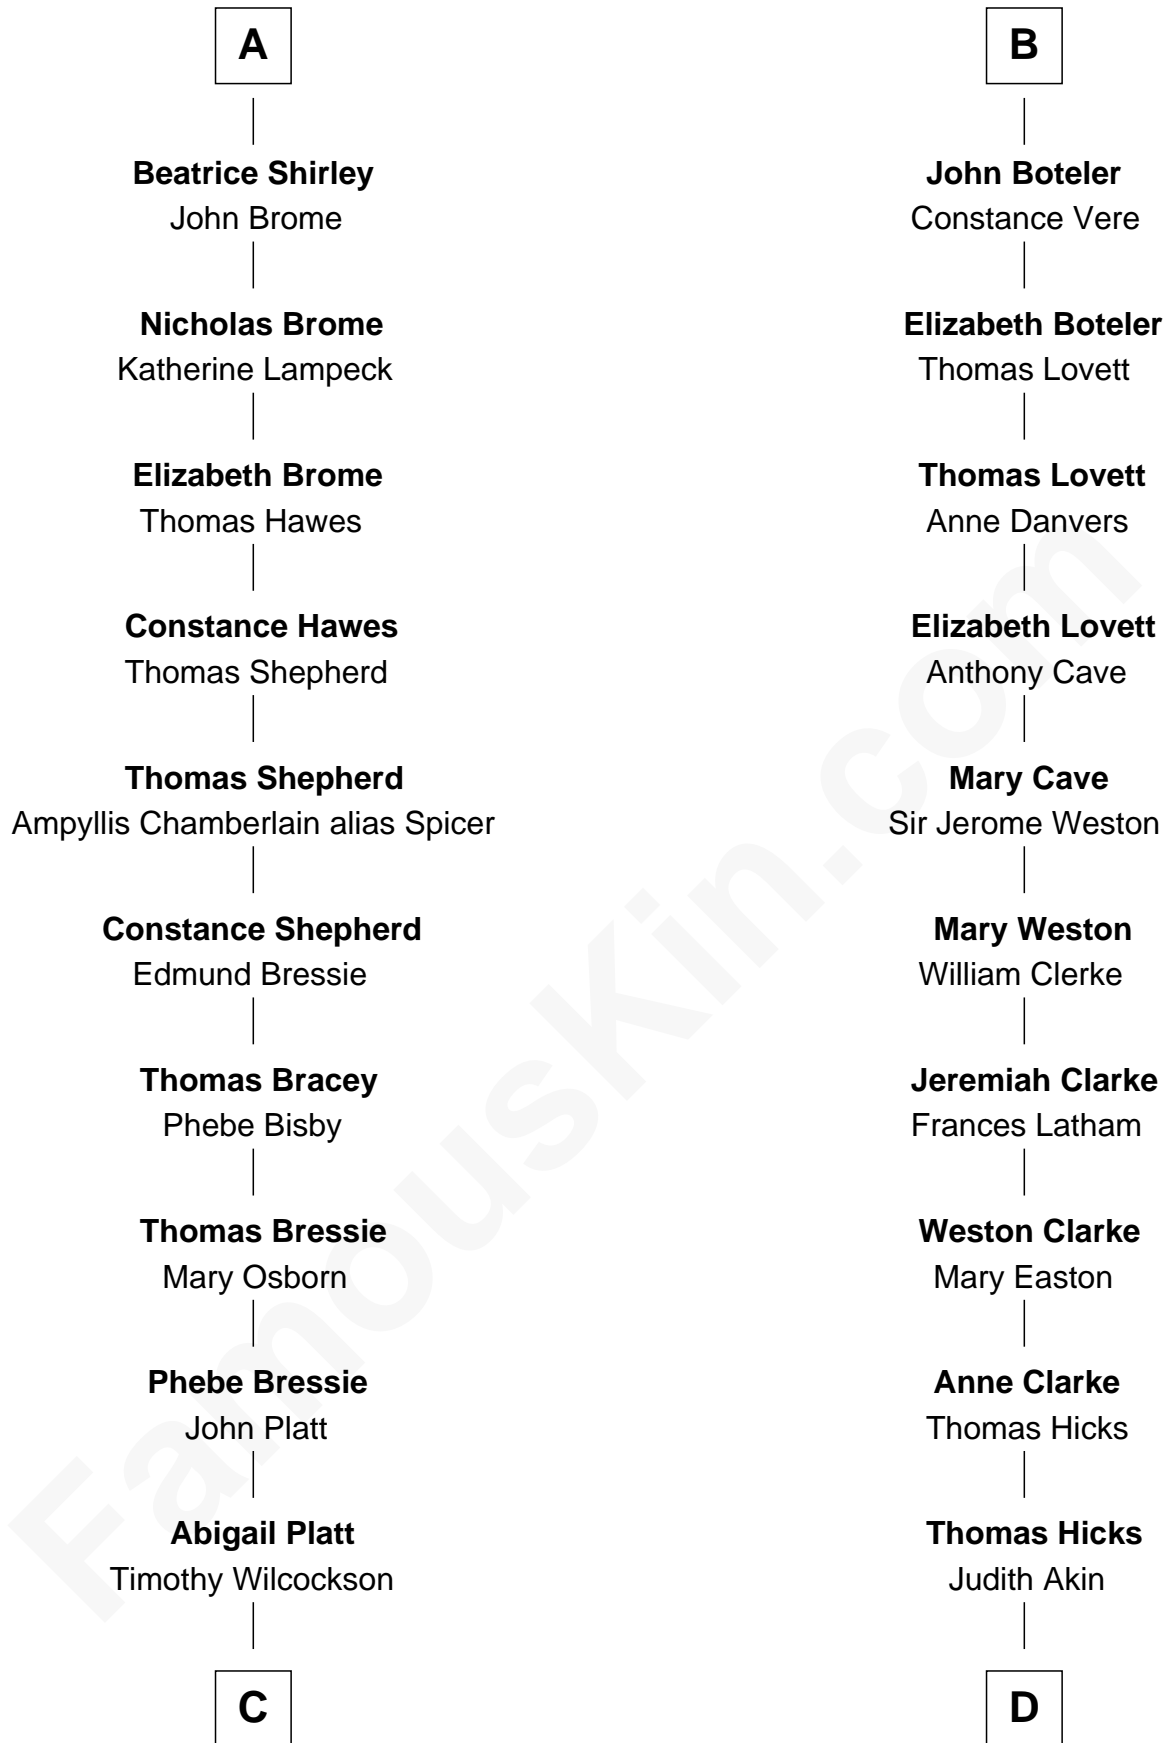 A
Beatrice Shirley
John Brome
Nicholas Brome
Katherine Lampeck
Elizabeth Brome
Thomas Hawes
Constance Hawes
Thomas Shepherd
Thomas Shepherd
Ampyllis Chamberlain alias Spicer
Constance Shepherd
Edmund Bressie
Thomas Bracey
Phebe Bisby
Thomas Bressie
Mary Osborn
Phebe Bressie
John Platt
Abigail Platt
Timothy Wilcockson
C
B
John Boteler
Constance Vere
Elizabeth Boteler
Thomas Lovett
Thomas Lovett
Anne Danvers
Elizabeth Lovett
Anthony Cave
Mary Cave
Sir Jerome Weston
Mary Weston
William Clerke
Jeremiah Clarke
Frances Latham
Weston Clarke
Mary Easton
Anne Clarke
Thomas Hicks
Thomas Hicks
Judith Akin
D
FamousKin.com